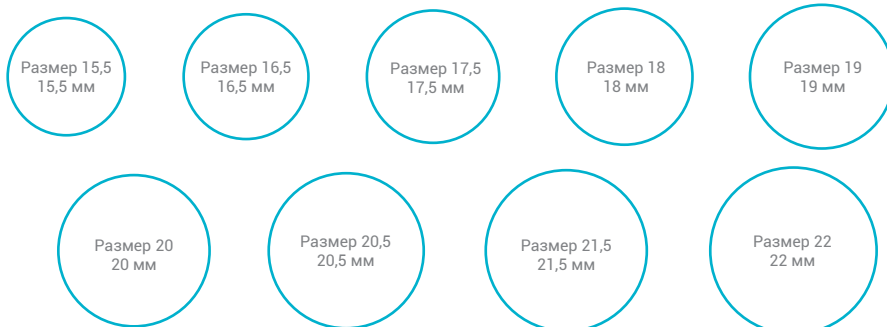 Размер 15,5
15,5 мм
Размер 16,5
16,5 мм
Размер 17,5
17,5 мм
Размер 18
18 мм
Размер 19
19 мм
Размер 20
20 мм
Размер 20,5
20,5 мм
Размер 21,5
21,5 мм
Размер 22
22 мм